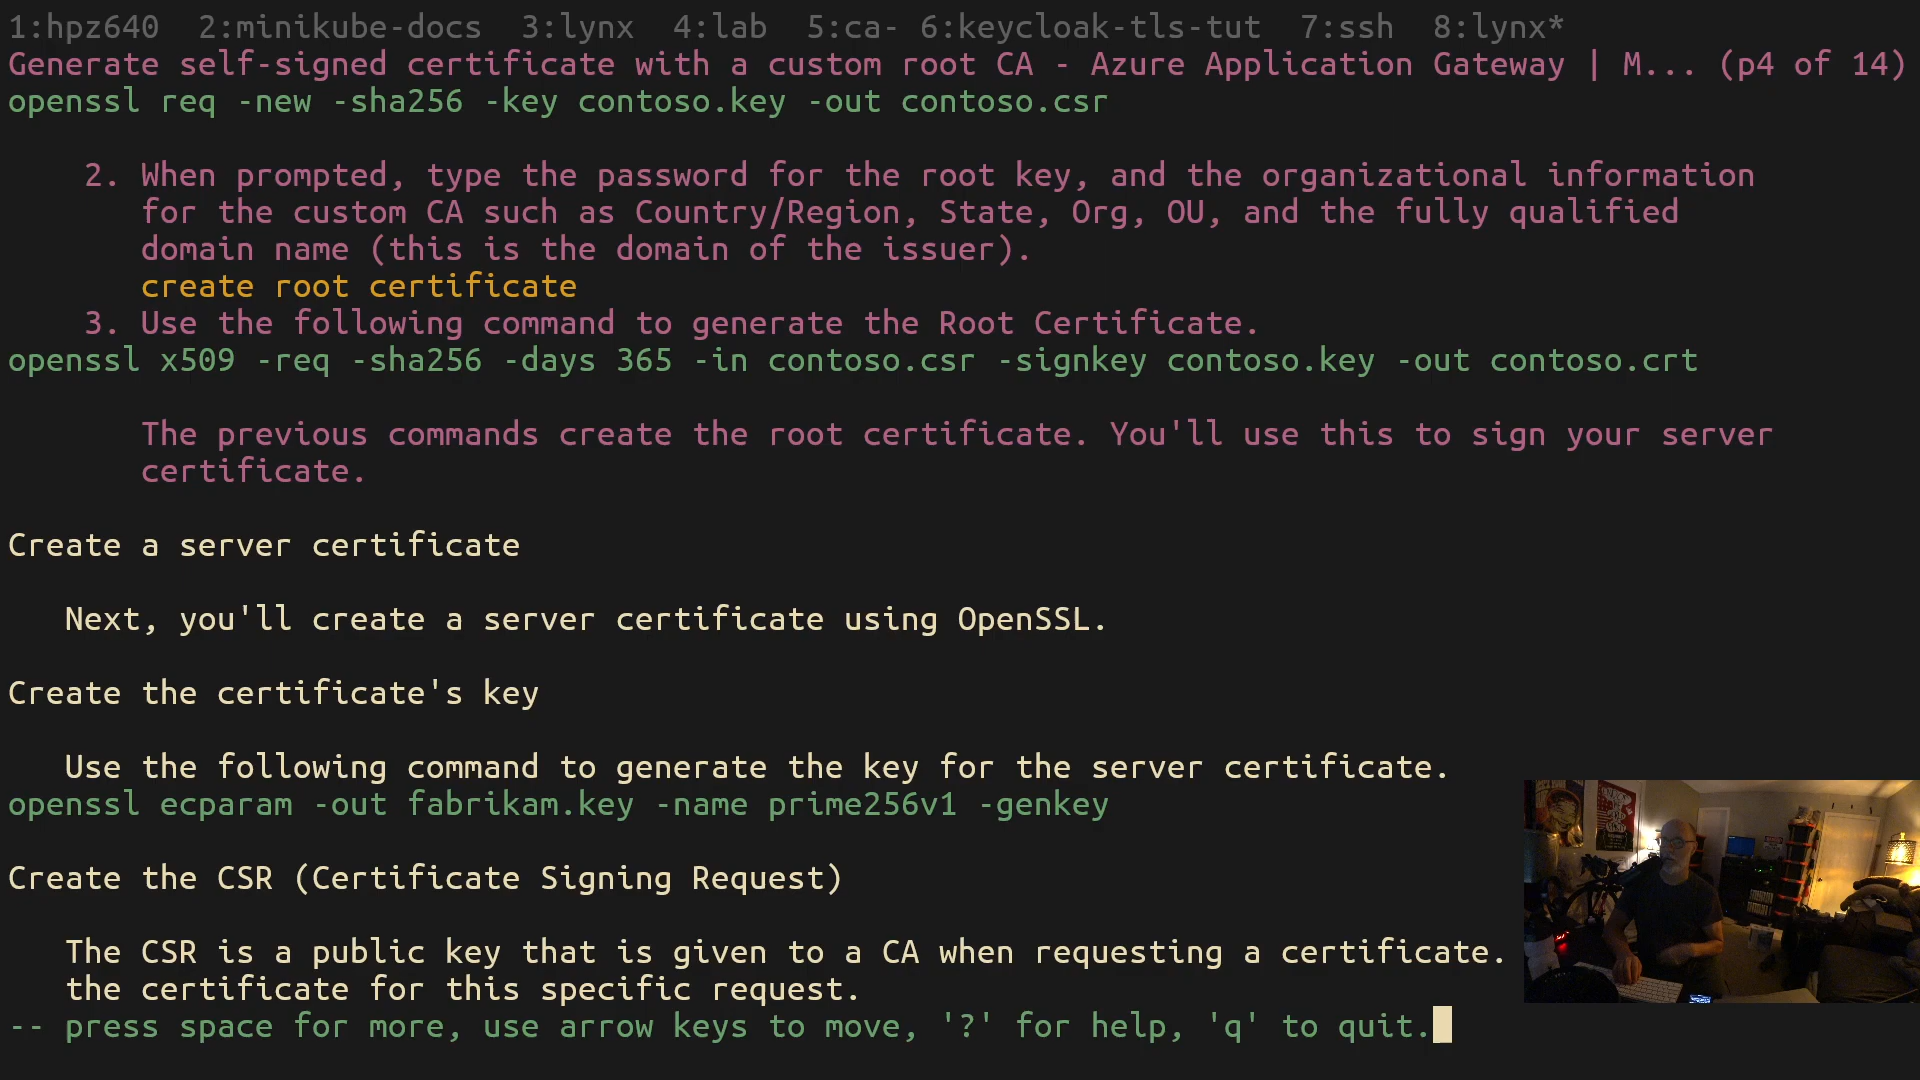 1:hpz640  2:minikube-docs  3:lynx  4:lab  5:ca- 6:keycloak-tls-tut  7:ssh  8:lynx*
Generate self-signed certificate with a custom root CA - Azure Application Gateway | M... (p4 of 14)
openssl req -new -sha256 -key contoso.key -out contoso.csr
2. When prompted, type the password for the root key, and the organizational information
for the custom CA such as Country/Region, State, Org, OU, and the fully qualified
domain name (this is the domain of the issuer).
create root certificate
3. Use the following command to generate the Root Certificate.
openssl x509 -req -sha256 -days 365 -in contoso.csr -signkey contoso.key -out contoso.crt
The previous commands create the root certificate. You'll use this to sign your server
certificate.
Create a server certificate
Next, you'll create a server certificate using OpenSSL.
Create the certificate's key
Use the following command to generate the key for the server certificate.
openssl ecparam -out fabrikam.key -name prime256v1 -genkey
Create the CSR (Certificate Signing Request)
The CSR is a public key that is given to a CA when requesting a certificate.
the certificate for this specific request.
-- press space for more, use arrow keys to move, '?' for help, 'q' to quit.